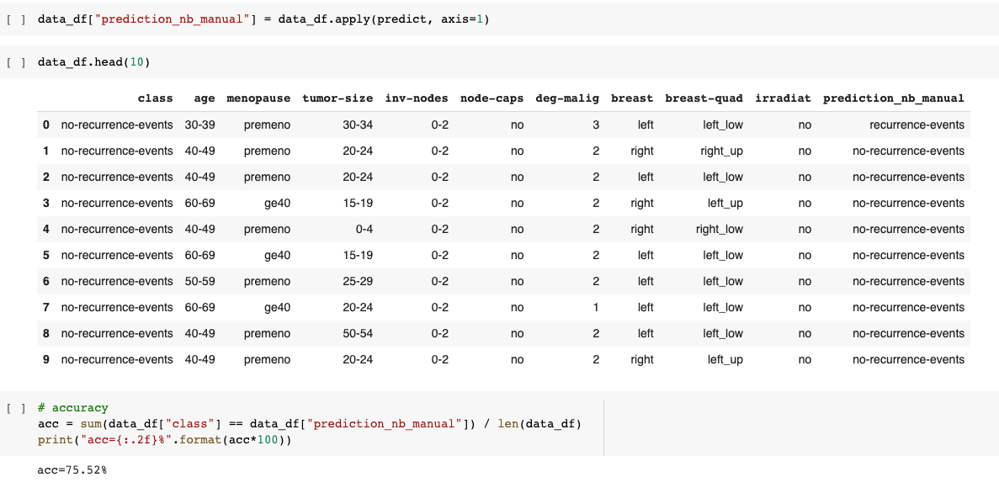 [ ] data_df["prediction_nb_manual"] = data_df.apply(predict, axis=1)
[ ] data_df.head(10)
class age menopause tumor-size inv-nodes node-caps deg-malig breast breast-quad irradiat prediction_nb_manual
0 no-recurrence-events 30-39 premeno 30-34 0-2 no 3 left left_low no recurrence-events
1 no-recurrence-events 40-49 premeno 20-24 0-2 no 2 right right_up no no-recurrence-events
2 no-recurrence-events 40-49 premeno 20-24 0-2 no 2 left left_low no no-recurrence-events
3 no-recurrence-events 60-69 ge40 15-19 0-2 no 2 right left_up no no-recurrence-events
4 no-recurrence-events 40-49 premeno 0-4 0-2 no 2 right right_low no no-recurrence-events
5 no-recurrence-events 60-69 ge40 15-19 0-2 no 2 left left_low no no-recurrence-events
6 no-recurrence-events 50-59 premeno 25-29 0-2 no 2 left left_low no no-recurrence-events
7 no-recurrence-events 60-69 ge40 20-24 0-2 no 1 left left_low no no-recurrence-events
8 no-recurrence-events 40-49 premeno 50-54 0-2 no 2 left left_low no no-recurrence-events
9 no-recurrence-events 40-49 premeno 20-24 0-2 no 2 right left_up no no-recurrence-events
[ ] # accuracy
acc = sum(data_df["class"] == data_df["prediction_nb_manual"]) / len(data_df)
print("acc={:.2f}%".format(acc*100))
acc=75.52%